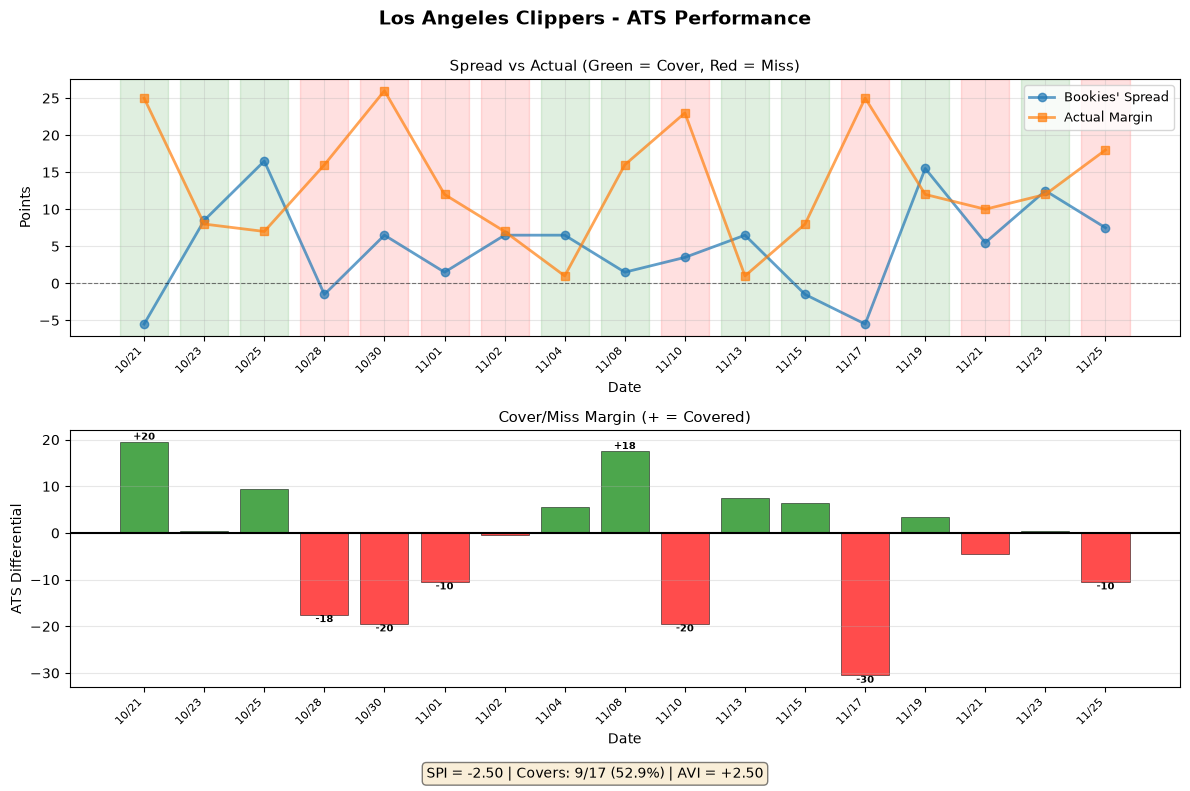 Los Angeles Clippers - ATS Performance
Spread vs Actual (Green = Cover, Red = Miss)
Points
25
20
15
10
5
0
−5
Bookies' Spread
Actual Margin
10/21 10/23 10/25 10/28 10/30 11/01 11/02 11/04 11/08 11/10 11/13 11/15 11/17 11/19 11/21 11/23 11/25
Date
Cover/Miss Margin (+ = Covered)
ATS Differential
20
10
0
−10
−20
−30
+20
-18
-20
-10
+18
-20
-30
-10
10/21 10/23 10/25 10/28 10/30 11/01 11/02 11/04 11/08 11/10 11/13 11/15 11/17 11/19 11/21 11/23 11/25
Date
SPI = -2.50 | Covers: 9/17 (52.9%) | AVI = +2.50